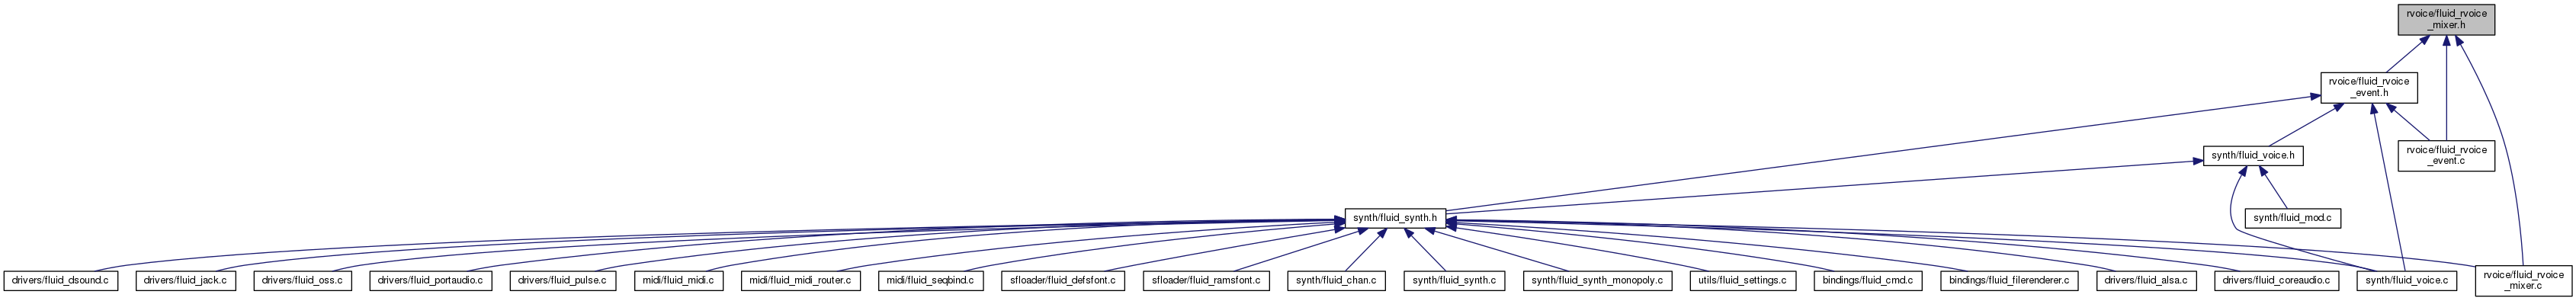 rvoice/fluid_rvoice
_mixer.h
rvoice/fluid_rvoice
_event.h
rvoice/fluid_rvoice
_event.c
synth/fluid_voice.h
synth/fluid_synth.h
synth/fluid_mod.c
drivers/fluid_dsound.c
drivers/fluid_jack.c
drivers/fluid_oss.c
drivers/fluid_portaudio.c
drivers/fluid_pulse.c
midi/fluid_midi.c
midi/fluid_midi_router.c
midi/fluid_seqbind.c
sfloader/fluid_defsfont.c
sfloader/fluid_ramsfont.c
synth/fluid_chan.c
synth/fluid_synth.c
synth/fluid_synth_monopoly.c
utils/fluid_settings.c
bindings/fluid_cmd.c
bindings/fluid_filerenderer.c
drivers/fluid_alsa.c
drivers/fluid_coreaudio.c
synth/fluid_voice.c
rvoice/fluid_rvoice
_mixer.c